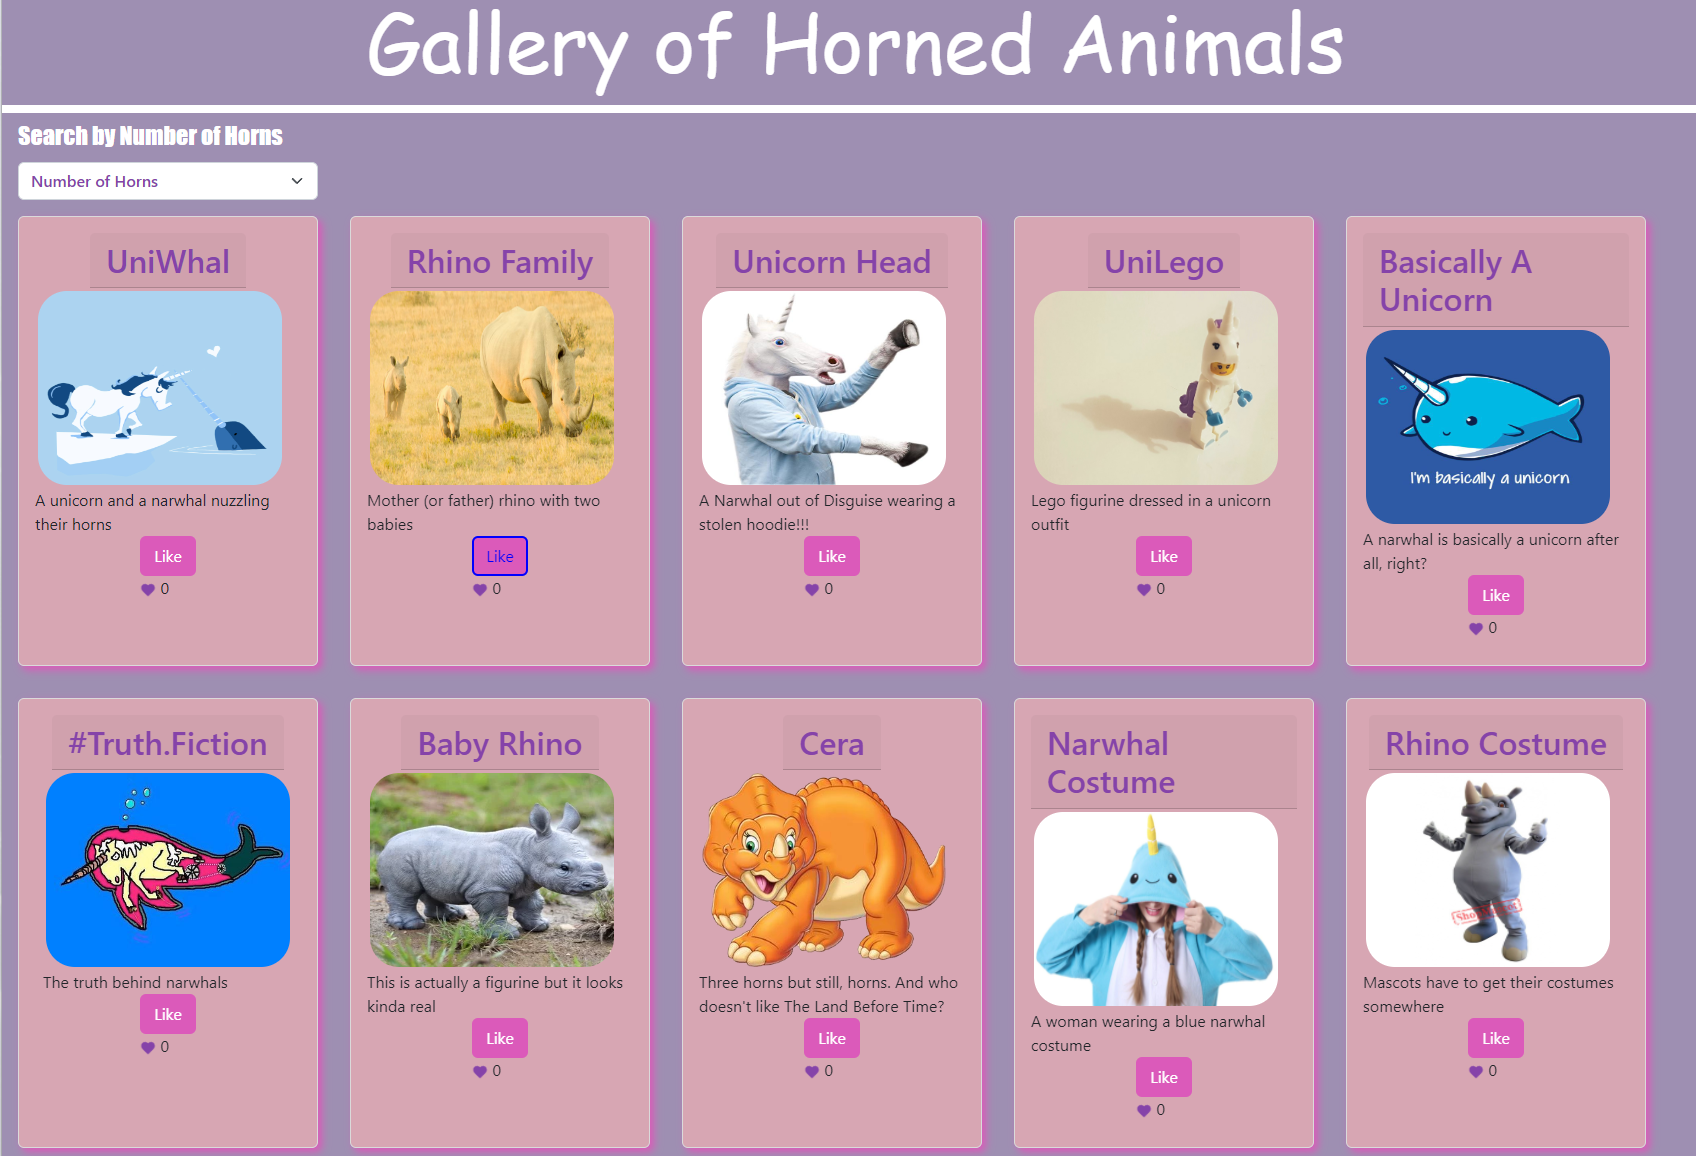 Gallery of Horned Animals
Search by Number of Horns
Number of Horns
UniWhal
A unicorn and a narwhal nuzzling
their horns
Like
0
Rhino Family
Mother (or father) rhino with two
babies
Like
0
Unicorn Head
A Narwhal out of Disguise wearing a
stolen hoodie!!!
Like
0
UniLego
Lego figurine dressed in a unicorn
outfit
Like
0
Basically A
Unicorn
I'm basically a unicorn
A narwhal is basically a unicorn after
all, right?
Like
0
#Truth.Fiction
The truth behind narwhals
Like
0
Baby Rhino
This is actually a figurine but it looks
kinda real
Like
0
Cera
Three horns but still, horns. And who
doesn't like The Land Before Time?
Like
0
Narwhal
Costume
A woman wearing a blue narwhal
costume
Like
0
Rhino Costume
Mascots have to get their costumes
somewhere
Like
0